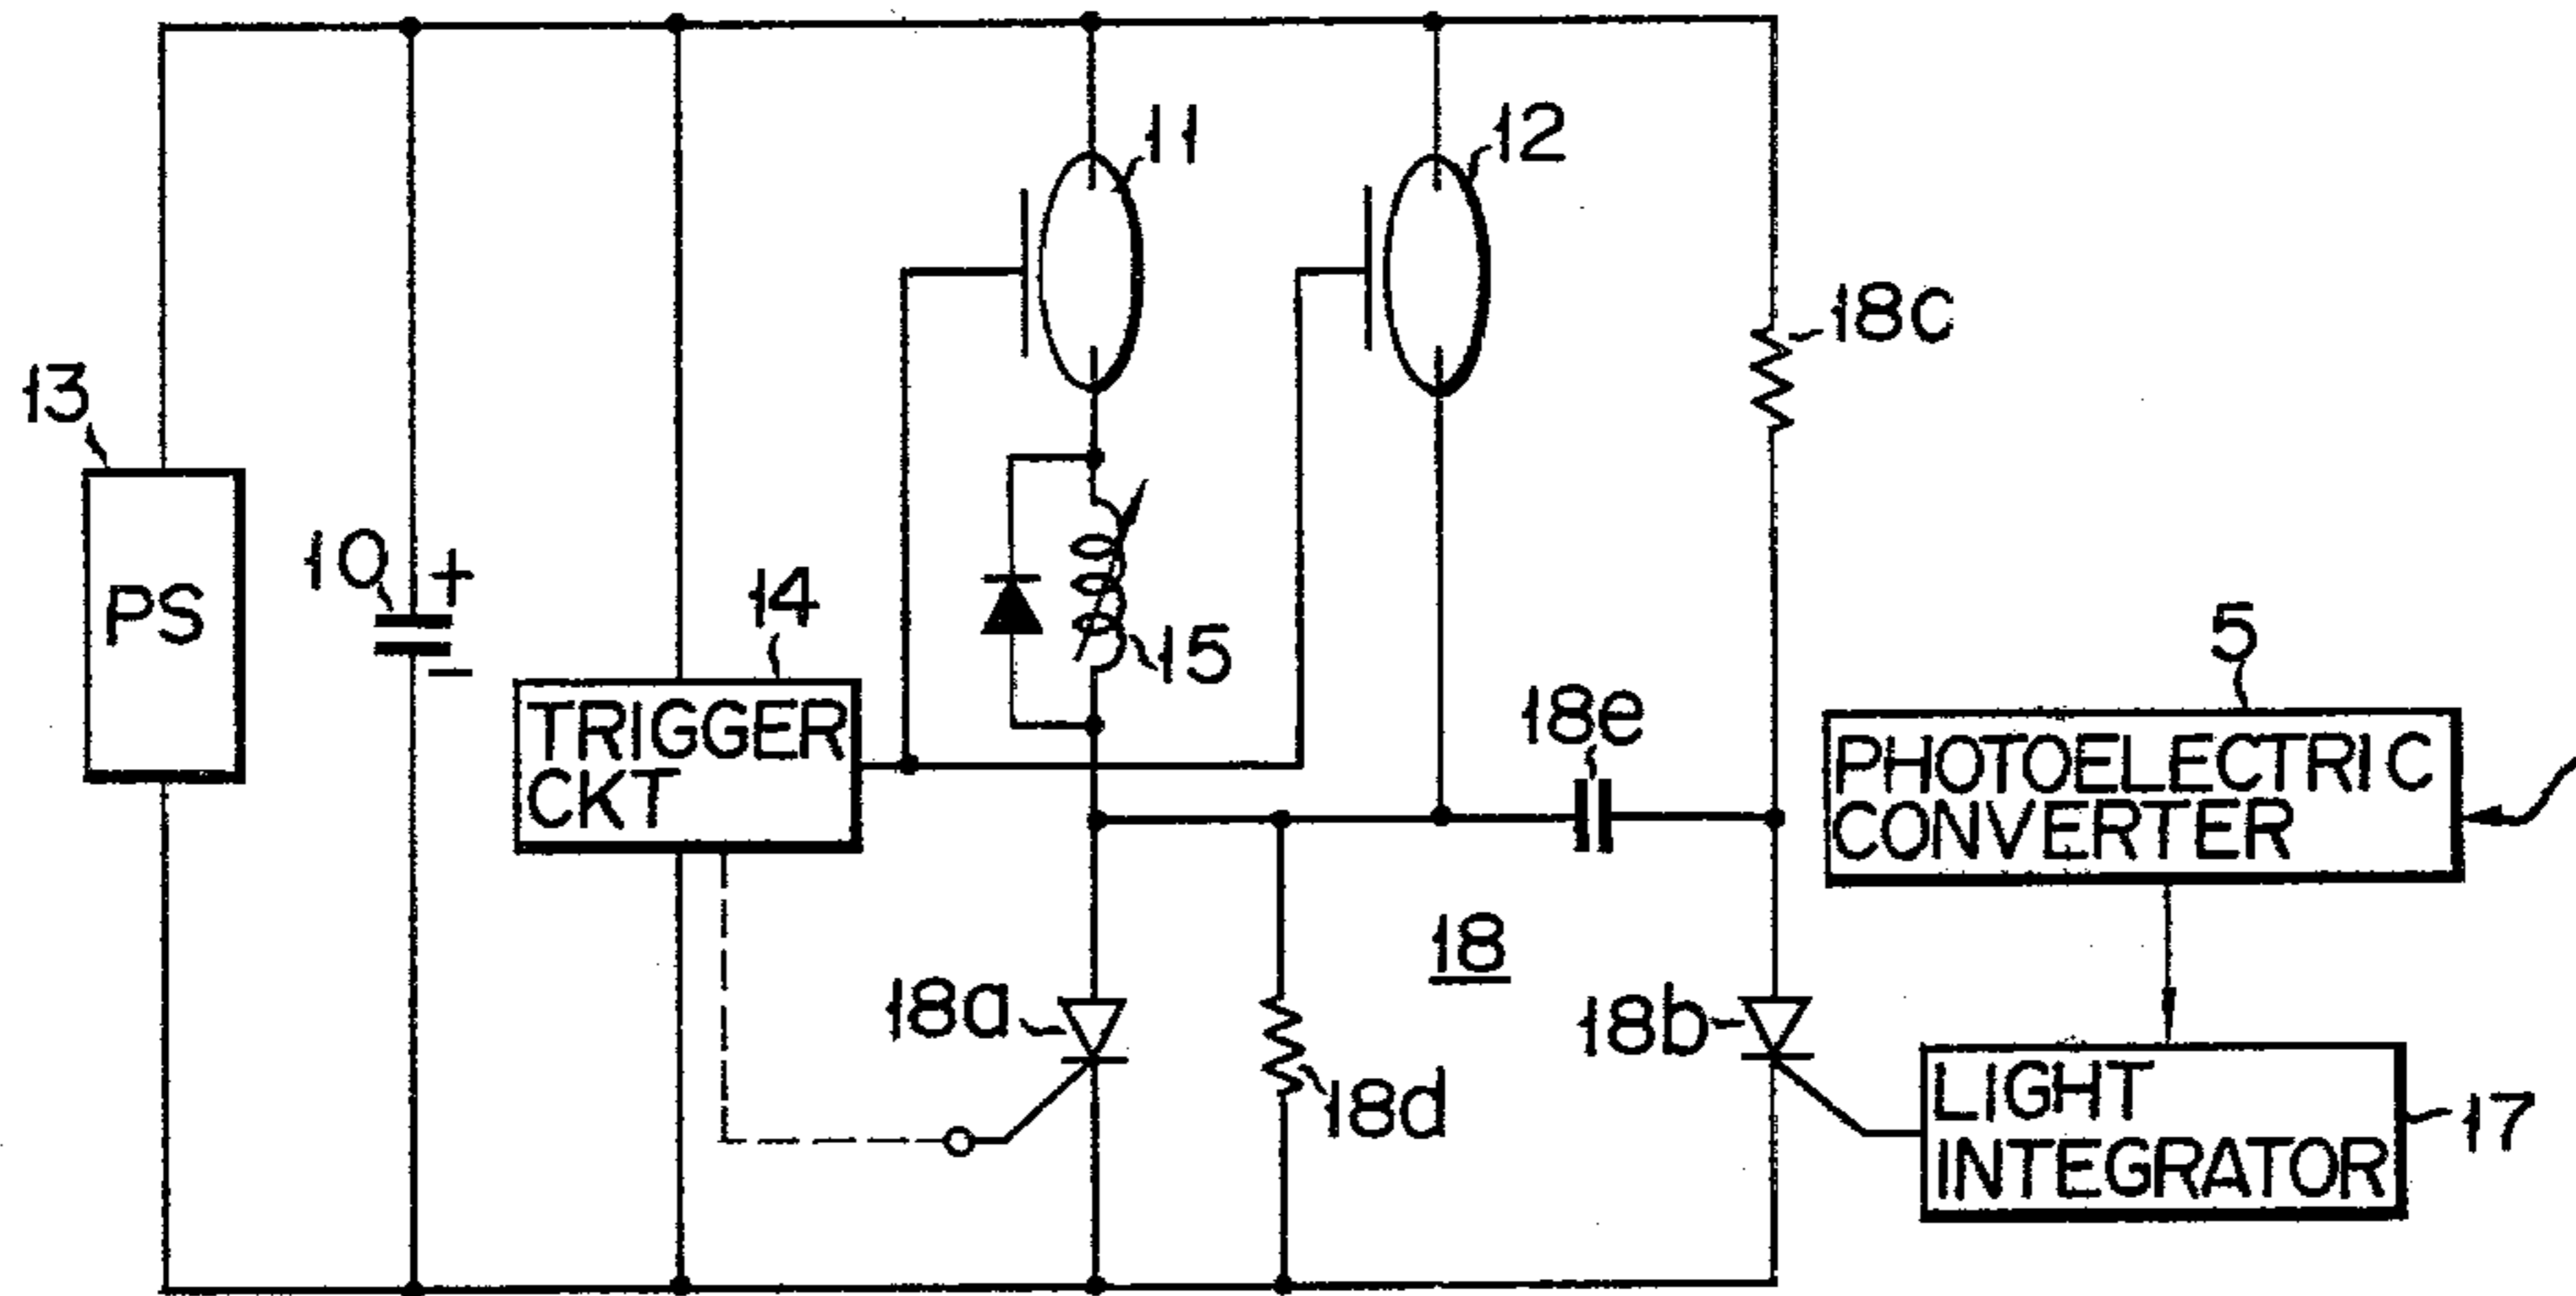 11
12
18c
13
PS
10
+
-
14
TRIGGER
CKT
15
18e
5
PHOTOELECTRIC
CONVERTER
18
18a
18d
18b
LIGHT
INTEGRATOR
17